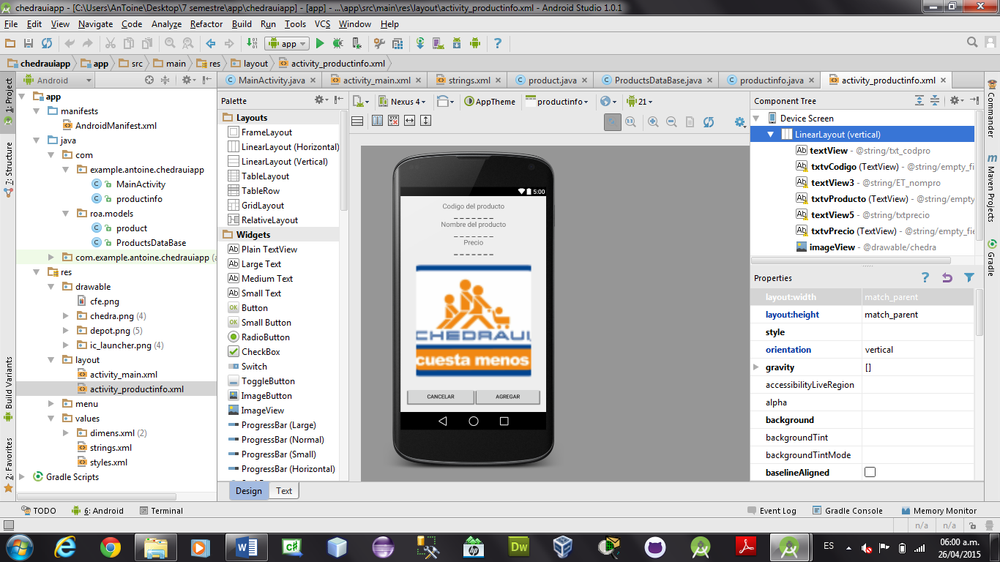 chedrauiapp - [C:\Users\AnToine\Desktop\7 semestre\app\chedrauiapp] - [app] - ...\app\src\main\res\layout\activity_productinfo.xml - Android Studio 1.0.1
File Edit View Navigate Code Analyze Refactor Build Run Tools VCS Window Help
app
chedrauiapp app src main res layout activity_productinfo.xml
Android
MainActivity.java activity_main.xml strings.xml product.java ProductsDataBase.java productinfo.java activity_productinfo.xml
1: Project
7: Structure
Build Variants
2: Favorites
app
manifests
AndroidManifest.xml
java
com
example.antoine.chedrauiapp
MainActivity
productinfo
roa.models
product
ProductsDataBase
com.example.antoine.chedrauiapp (a
res
drawable
cfe.png
chedra.png (4)
depot.png (5)
ic_launcher.png (4)
layout
activity_main.xml
activity_productinfo.xml
menu
values
dimens.xml (2)
strings.xml
styles.xml
Gradle Scripts
Palette
Layouts
FrameLayout
LinearLayout (Horizontal)
LinearLayout (Vertical)
TableLayout
TableRow
GridLayout
RelativeLayout
Widgets
Plain TextView
Large Text
Medium Text
Small Text
Button
Small Button
RadioButton
CheckBox
Switch
ToggleButton
ImageButton
ImageView
ProgressBar (Large)
ProgressBar (Normal)
ProgressBar (Small)
ProgressBar (Horizontal)
Design Text
Nexus 4 AppTheme productinfo 21
5:00
Codigo del producto
_ _ _ _ _ _ _
Nombre del producto
_ _ _ _ _ _ _
Precio
_ _ _ _ _ _ _
CHEDRAUI
cuesta menos
CANCELAR AGREGAR
Component Tree
Device Screen
LinearLayout (vertical)
textView - @string/txt_codpro
txtvCodigo (TextView) - @string/empty_fi
textView3 - @string/ET_nompro
txtvProducto (TextView) - @string/empty
textView5 - @string/txtprecio
txtvPrecio (TextView) - @string/empty_fie
imageView - @drawable/chedra
Properties
layout:width match_parent
layout:height match_parent
style
orientation vertical
gravity []
accessibilityLiveRegion
alpha
background
backgroundTint
backgroundTintMode
baselineAligned
Commander
Maven Projects
Gradle
TODO 6: Android Terminal Event Log Gradle Console Memory Monitor
n/a n/a
ES 06:00 a.m.
26/04/2015